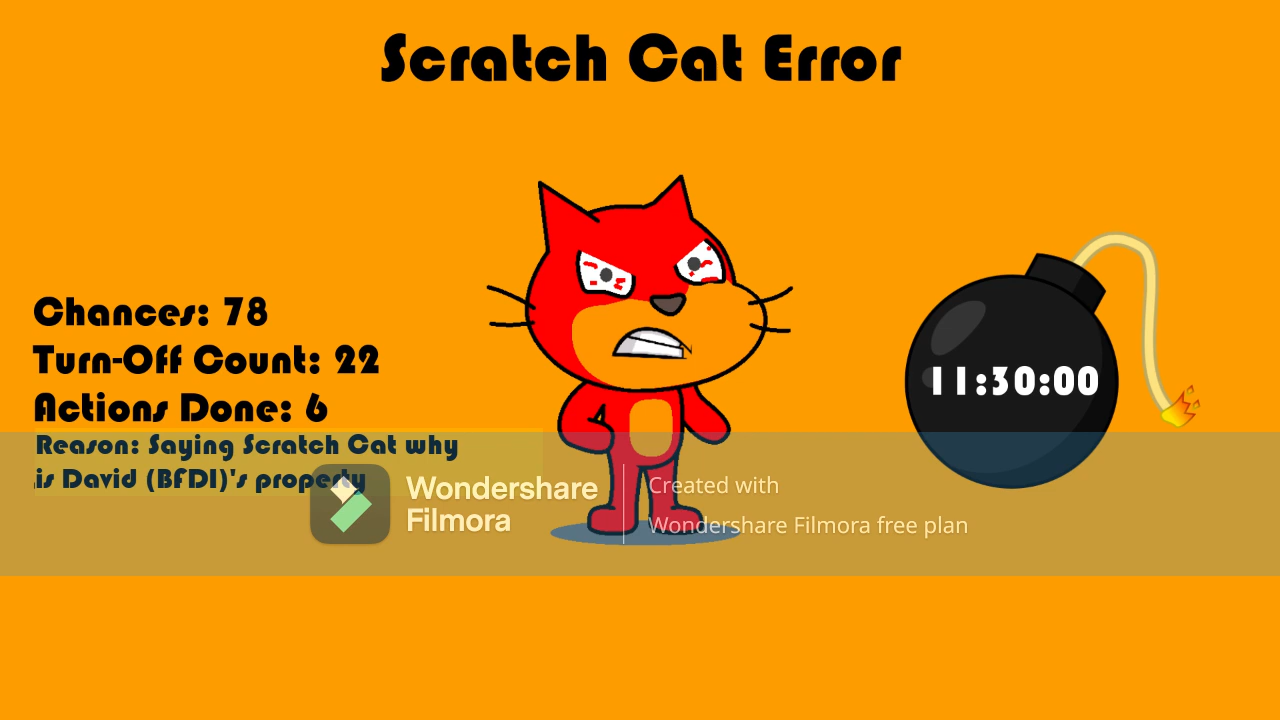 Scratch Cat Error
Chances: 78
Turn-Off Count: 22
Actions Done: 6
Reason: Saying Scratch Cat why
is David (BFDI)'s property
11:30:00
Wondershare
Filmora
Created with
Wondershare Filmora free plan